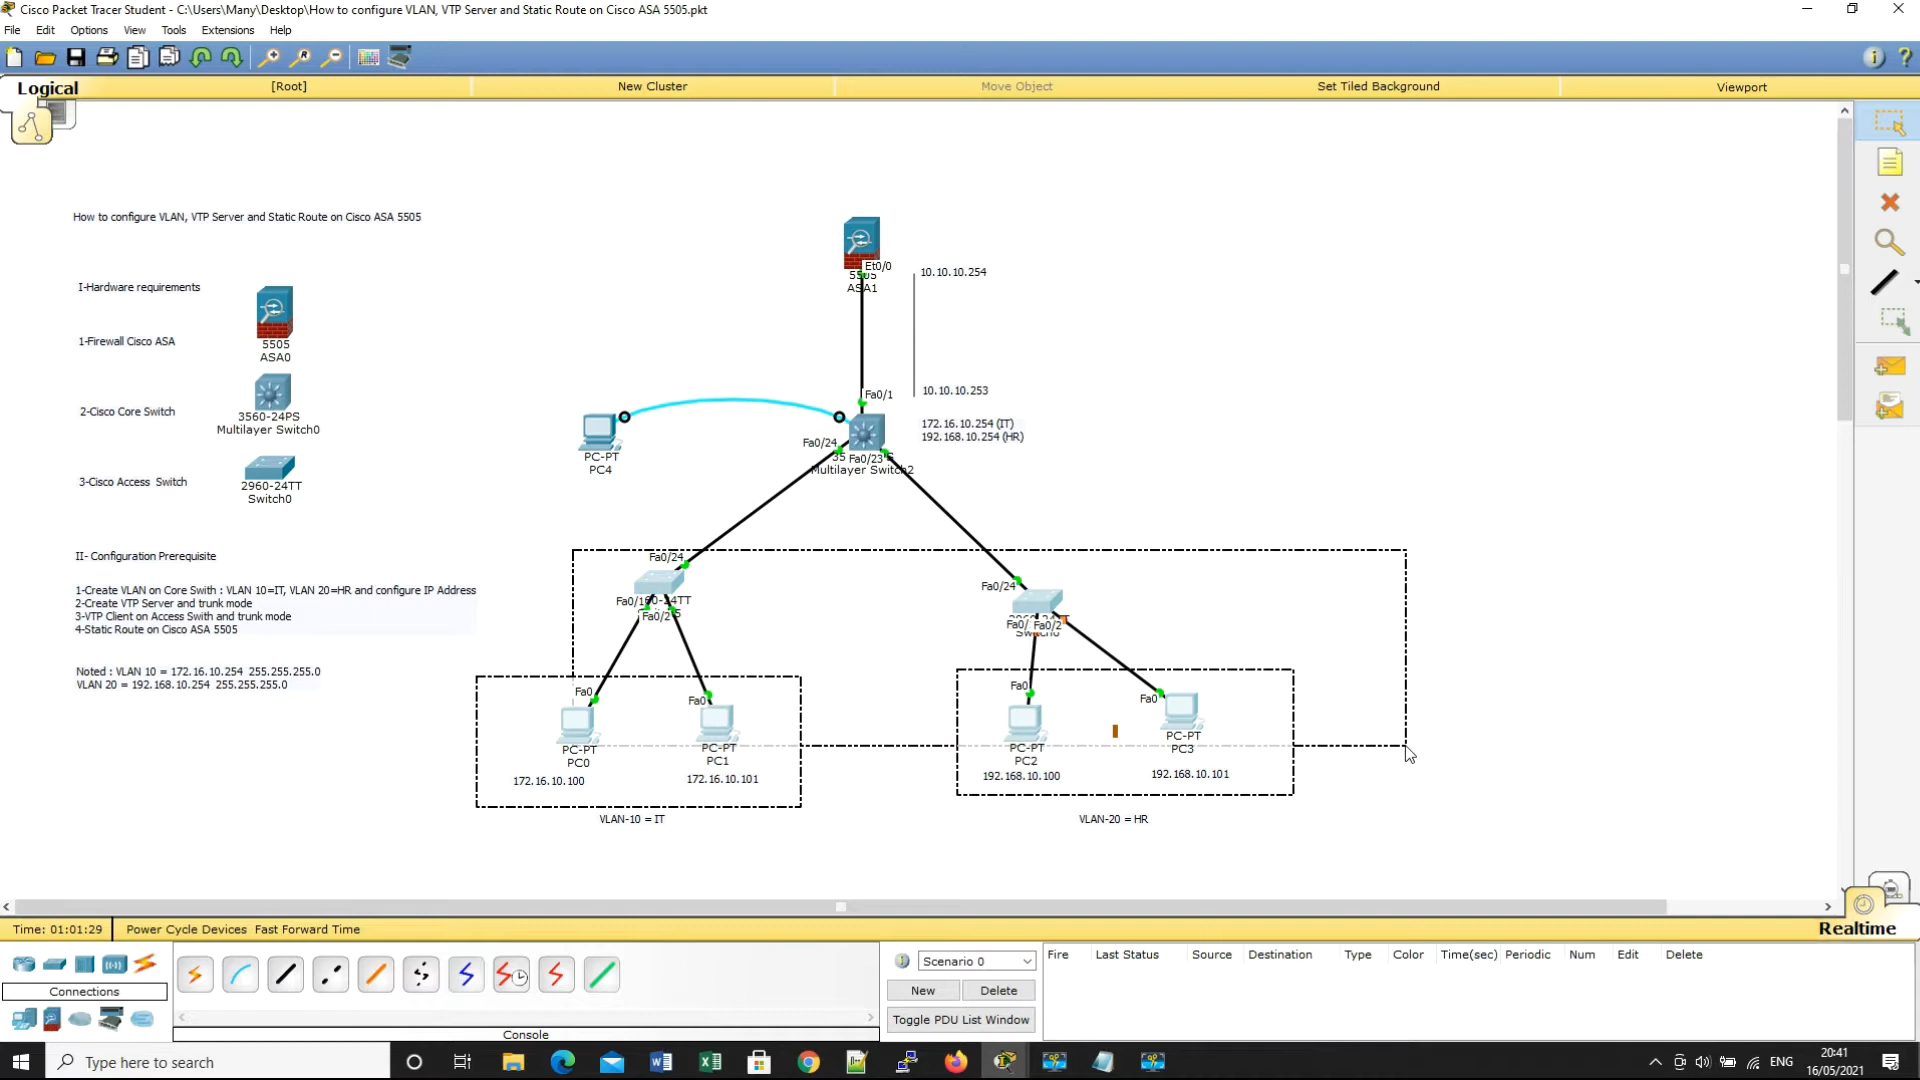 Cisco Packet Tracer Student - C:\Users\Many\Desktop\How to configure VLAN, VTP Server and Static Route on Cisco ASA 5505.pkt
File Edit Options View Tools Extensions Help
Logical
[Root]
New Cluster
Move Object
Set Tiled Background
Viewport
How to configure VLAN, VTP Server and Static Route on Cisco ASA 5505
I-Hardware requirements
1-Firewall Cisco ASA
5505
ASA0
2-Cisco Core Switch
3560-24PS
Multilayer Switch0
3-Cisco Access Switch
2960-24TT
Switch0
II- Configuration Prerequisite
1-Create VLAN on Core Swith : VLAN 10=IT, VLAN 20=HR and configure IP Address
2-Create VTP Server and trunk mode
3-VTP Client on Access Swith and trunk mode
4-Static Route on Cisco ASA 5505
Noted : VLAN 10 = 172.16.10.254 255.255.255.0
VLAN 20 = 192.168.10.254 255.255.255.0
Et0/0
5505
ASA1
10.10.10.254
10.10.10.253
Fa0/1
172.16.10.254 (IT)
192.168.10.254 (HR)
PC-PT
PC4
Fa0/24
Fa0/23
Multilayer Switch2
Fa0/24
Fa0/2
Fa0/24
Fa0/2
Fa0
Fa0
Fa0
Fa0
PC-PT
PC0
172.16.10.100
PC-PT
PC1
172.16.10.101
PC-PT
PC2
192.168.10.100
PC-PT
PC3
192.168.10.101
VLAN-10 = IT
VLAN-20 = HR
Time: 01:01:29
Power Cycle Devices Fast Forward Time
Realtime
Connections
Console
Scenario 0
New
Delete
Toggle PDU List Window
Fire Last Status Source Destination Type Color Time(sec) Periodic Num Edit Delete
Type here to search
ENG
20:41
16/05/2021